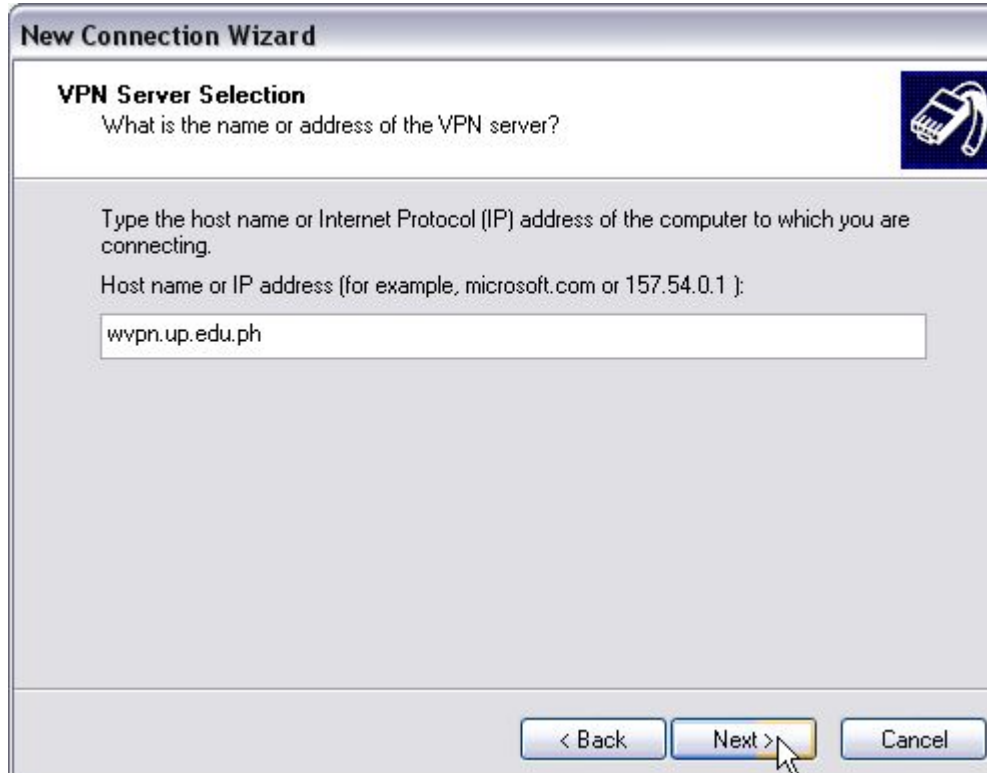 New Connection Wizard
VPN Server Selection
What is the name or address of the VPN server?
Type the host name or Internet Protocol (IP) address of the computer to which you are
connecting.
Host name or IP address (for example, microsoft.com or 157.54.0.1 ):
wvpn.up.edu.ph
< Back
Next >
Cancel